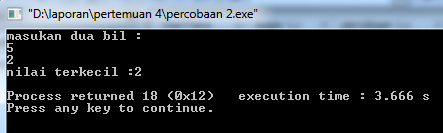 "D:\laporan\pertemuan 4\percobaan 2.exe"
masukan dua bil :
5
2
nilai terkecil :2
Process returned 18 (0x12)   execution time : 3.666 s
Press any key to continue.